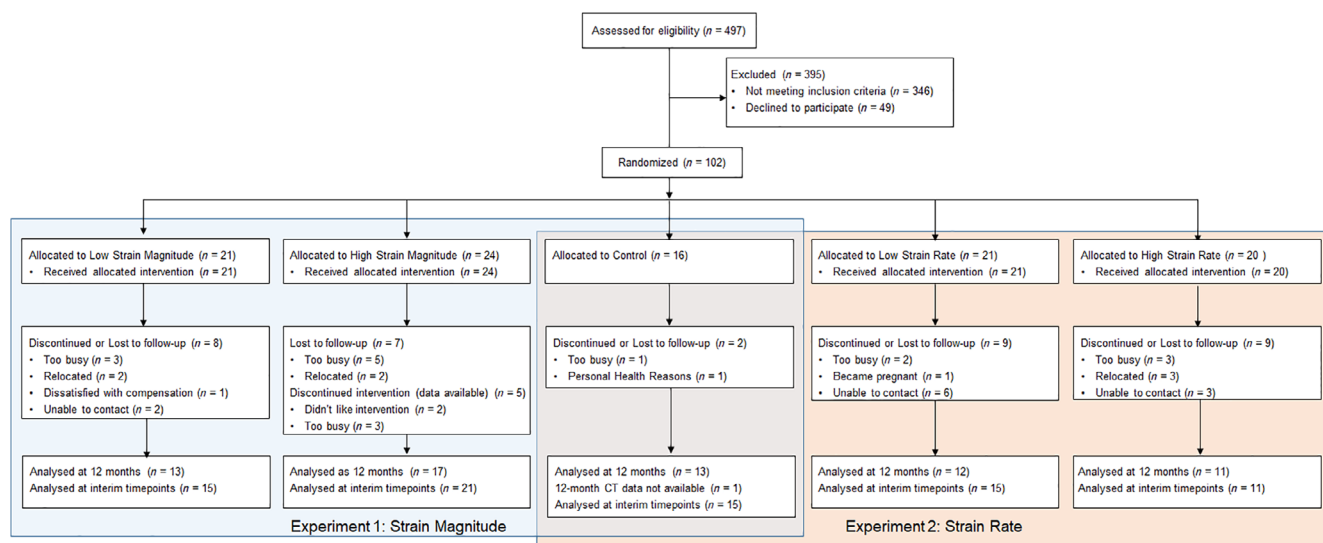 Assessed for eligibility (n = 497)
Excluded (n = 395)
• Not meeting inclusion criteria (n = 346)
• Declined to participate (n = 49)
Randomized (n = 102)
Allocated to Low Strain Magnitude (n = 21)
• Received allocated intervention (n = 21)
Allocated to High Strain Magnitude (n = 24)
• Received allocated intervention (n = 24)
Allocated to Control (n = 16)
Allocated to Low Strain Rate (n = 21)
• Received allocated intervention (n = 21)
Allocated to High Strain Rate (n = 20 )
• Received allocated intervention (n = 20)
Discontinued or Lost to follow-up (n = 8)
• Too busy (n = 3)
• Relocated (n = 2)
• Dissatisfied with compensation (n = 1)
• Unable to contact (n = 2)
Lost to follow-up (n = 7)
• Too busy (n = 5)
• Relocated (n = 2)
Discontinued intervention (data available) (n = 5)
• Didn't like intervention (n = 2)
• Too busy (n = 3)
Discontinued or Lost to follow-up (n = 2)
• Too busy (n = 1)
• Personal Health Reasons (n = 1)
Discontinued or Lost to follow-up (n = 9)
• Too busy (n = 2)
• Became pregnant (n = 1)
• Unable to contact (n = 6)
Discontinued or Lost to follow-up (n = 9)
• Too busy (n = 3)
• Relocated (n = 3)
• Unable to contact (n = 3)
Analysed at 12 months (n = 13)
Analysed at interim timepoints (n = 15)
Analysed as 12 months (n = 17)
Analysed at interim timepoints (n = 21)
Analysed at 12 months (n = 13)
12-month CT data not available (n = 1)
Analysed at interim timepoints (n = 15)
Analysed at 12 months (n = 12)
Analysed at interim timepoints (n = 15)
Analysed at 12 months (n = 11)
Analysed at interim timepoints (n = 11)
Experiment 1: Strain Magnitude
Experiment 2: Strain Rate